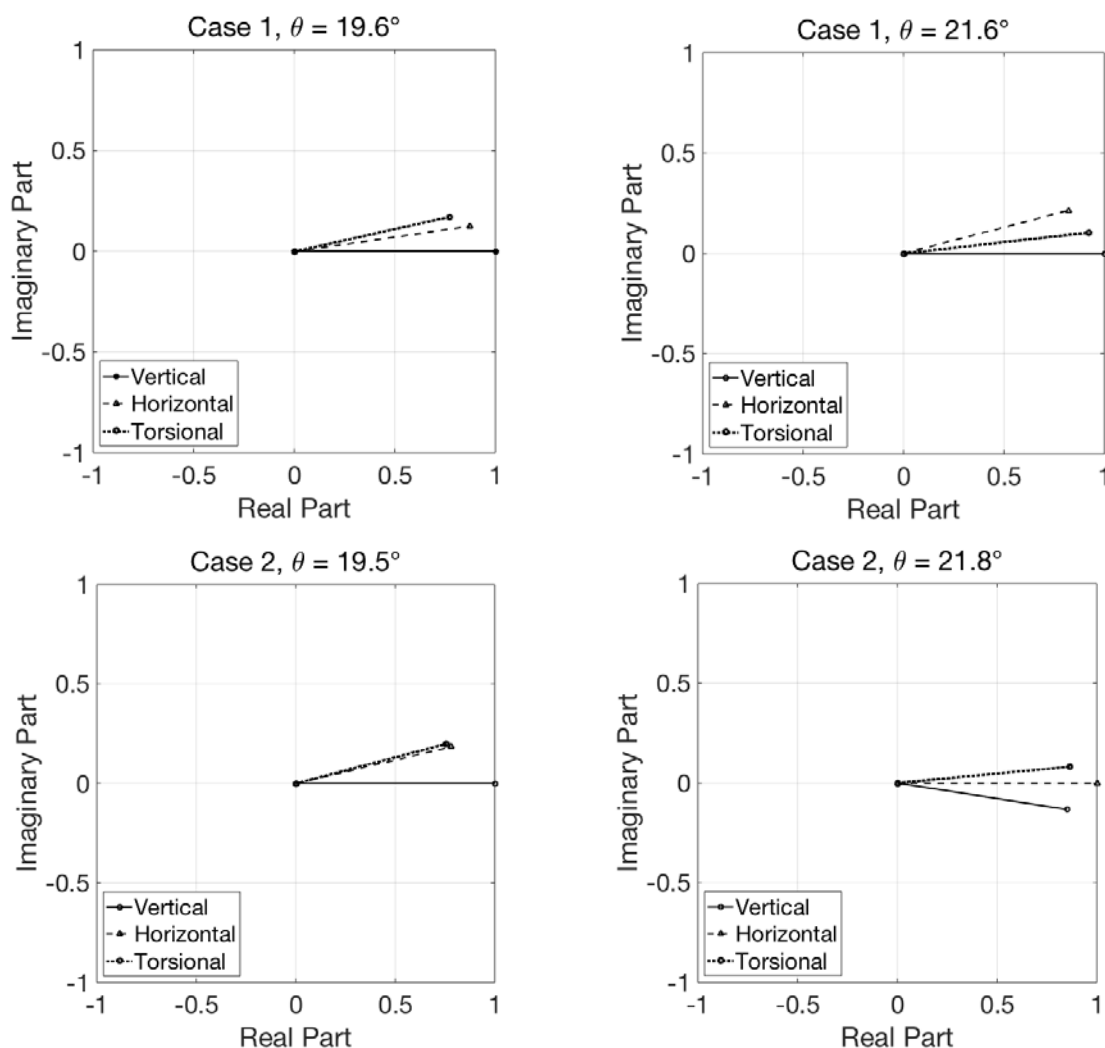 Case 1, θ = 19.6°
1
0.5
0
-0.5
-1
Imaginary Part
Vertical
Horizontal
Torsional
-1 -0.5 0 0.5 1
Real Part
Case 1, θ = 21.6°
1
0.5
0
-0.5
-1
Imaginary Part
Vertical
Horizontal
Torsional
-1 -0.5 0 0.5 1
Real Part
Case 2, θ = 19.5°
1
0.5
0
-0.5
-1
Imaginary Part
Vertical
Horizontal
Torsional
-1 -0.5 0 0.5 1
Real Part
Case 2, θ = 21.8°
1
0.5
0
-0.5
-1
Imaginary Part
Vertical
Horizontal
Torsional
-1 -0.5 0 0.5 1
Real Part